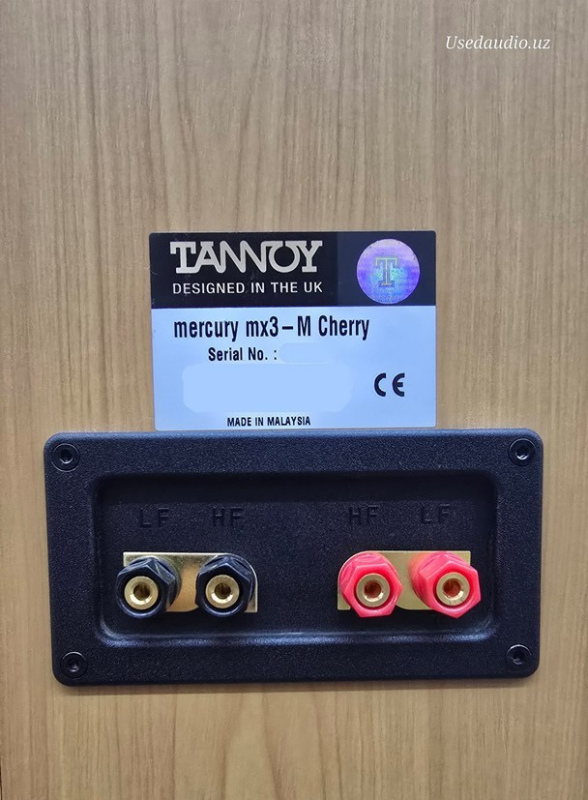 Usedaudio.uz
TANNOY
T
DESIGNED IN THE UK
mercury mx3-M Cherry
Serial No. :
CE
MADE IN MALAYSIA
LF HF HF LF